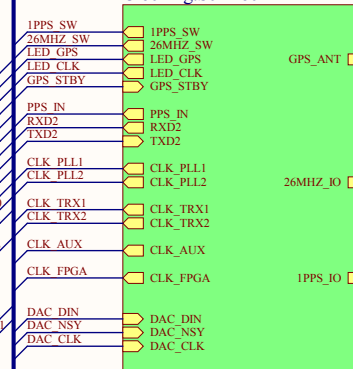 1PPS_SW 1PPS_SW
26MHZ_SW 26MHZ_SW
LED_GPS LED_GPS GPS_ANT
LED_CLK LED_CLK
GPS_STBY GPS_STBY
PPS_IN PPS_IN
RXD2 RXD2
TXD2 TXD2
CLK_PLL1 CLK_PLL1
CLK_PLL2 CLK_PLL2 26MHZ_IO
CLK_TRX1 CLK_TRX1
CLK_TRX2 CLK_TRX2
CLK_AUX CLK_AUX
CLK_FPGA CLK_FPGA 1PPS_IO
DAC_DIN DAC_DIN
DAC_NSY DAC_NSY
DAC_CLK DAC_CLK